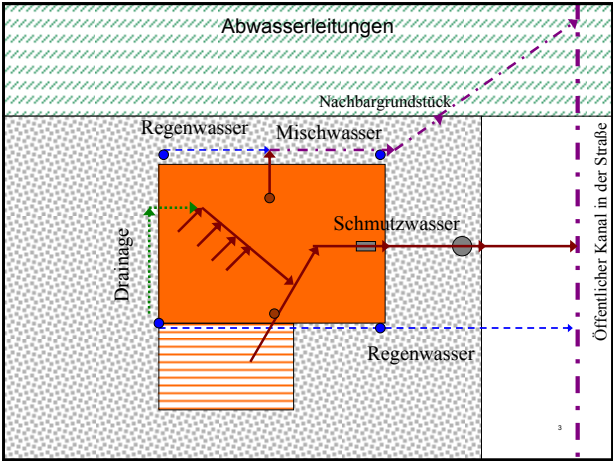 Abwasserleitungen
Nachbargrundstück
Regenwasser
Mischwasser
Schmutzwasser
Drainage
Öffentlicher Kanal in der Straße
Regenwasser
3